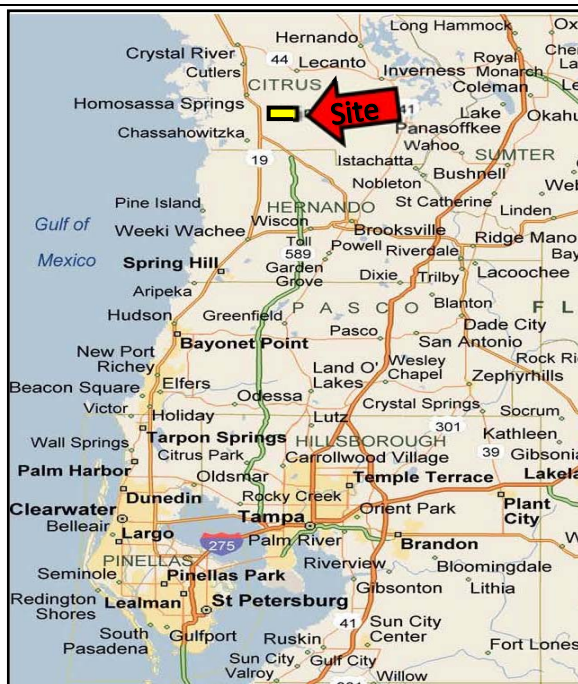 Long Hammock
Ox
Hernando
Crystal River
44
Lecanto
Royal
Cutlers
Inverness
Monarch
CITRUS
Coleman
Homosassa Springs
Site
41
Lake
Okahu
Panasoffkee
Chassahowitzka
Wahoo
SUMTER
19
Istachatta
Bushnell
Nobleton
Pine Island
HERNANDO
St Catherine
Linden
Gulf of
Mexico
Wiscon
Brooksville
Weeki Wachee
Toll
589
Powell
Riverdale
Ridge Mano
Spring Hill
Garden
Grove
Dixie
Trilby
Lacoochee
Aripeka
Blanton
Hudson
Greenfield
PASCO
FL
Dade City
Pasco
San Antonio
Bayonet Point
New Port
Richey
Land O'
Lakes
Wesley
Chapel
Rock Ri
Zephyrhills
Beacon Square
Elfers
Odessa
Crystal Springs
Victor
Holiday
Lutz
301
Socrum
Wall Springs
Tarpon Springs
HILLSBOROUGH
Kathleen
Citrus Park
Carrollwood Village
39
Gibsonia
Palm Harbor
Oldsmar
Temple Terrace
Lakela
Dunedin
Rocky Creek
Plant
City
Clearwater
Tampa
Orient Park
Belleair
Largo
275
Palm River
Brandon
PINELLAS
Riverview
Bloomingdale
Seminole
Pinellas Park
Gibsonton
Lithia
Redington
Shores
Lealman
St Petersburg
41
Sun City
Center
South
Pasadena
Gulfport
Ruskin
Fort Lones
Sun City
Gulf City
Valroy
Willow